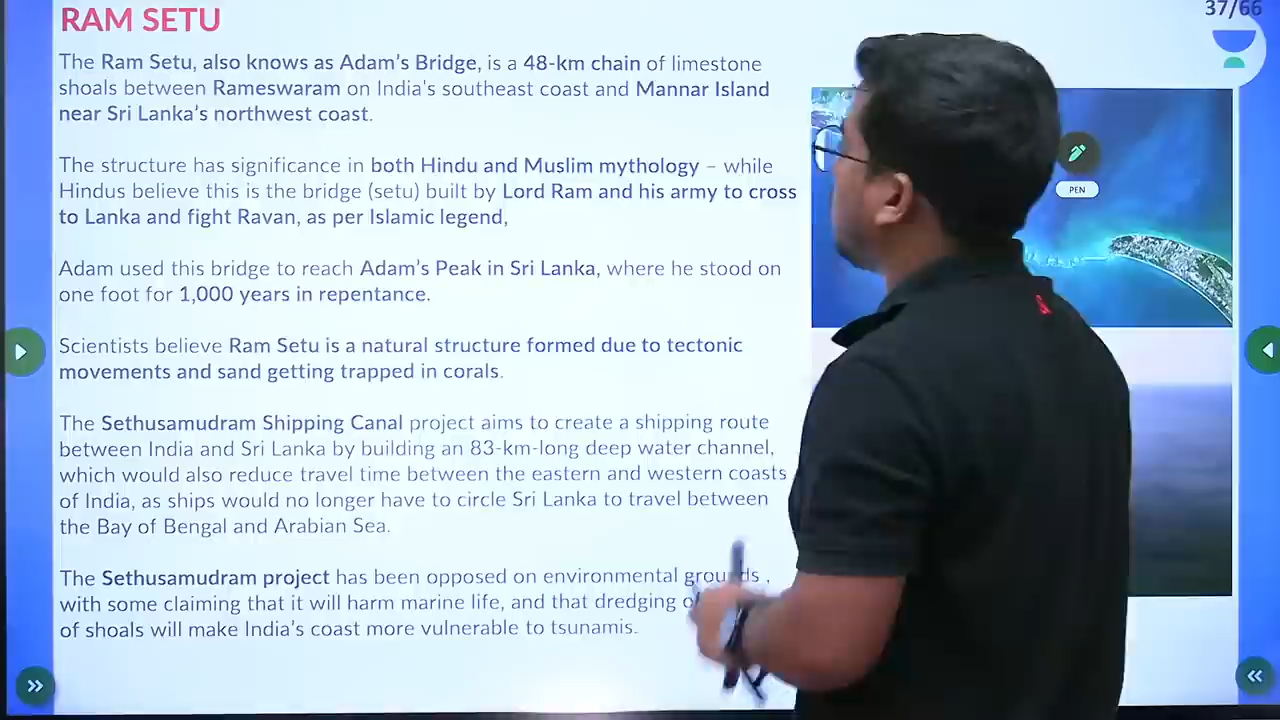 37/66
RAM SETU
The Ram Setu, also knows as Adam's Bridge, is a 48-km chain of limestone
shoals between Rameswaram on India's southeast coast and Mannar Island
near Sri Lanka's northwest coast.
The structure has significance in both Hindu and Muslim mythology – while
Hindus believe this is the bridge (setu) built by Lord Ram and his army to cross
to Lanka and fight Ravan, as per Islamic legend,
Adam used this bridge to reach Adam's Peak in Sri Lanka, where he stood on
one foot for 1,000 years in repentance.
Scientists believe Ram Setu is a natural structure formed due to tectonic
movements and sand getting trapped in corals.
The Sethusamudram Shipping Canal project aims to create a shipping route
between India and Sri Lanka by building an 83-km-long deep water channel,
which would also reduce travel time between the eastern and western coasts
of India, as ships would no longer have to circle Sri Lanka to travel between
the Bay of Bengal and Arabian Sea.
The Sethusamudram project has been opposed on environmental grounds ,
with some claiming that it will harm marine life, and that dredging
of shoals will make India's coast more vulnerable to tsunamis.
PEN